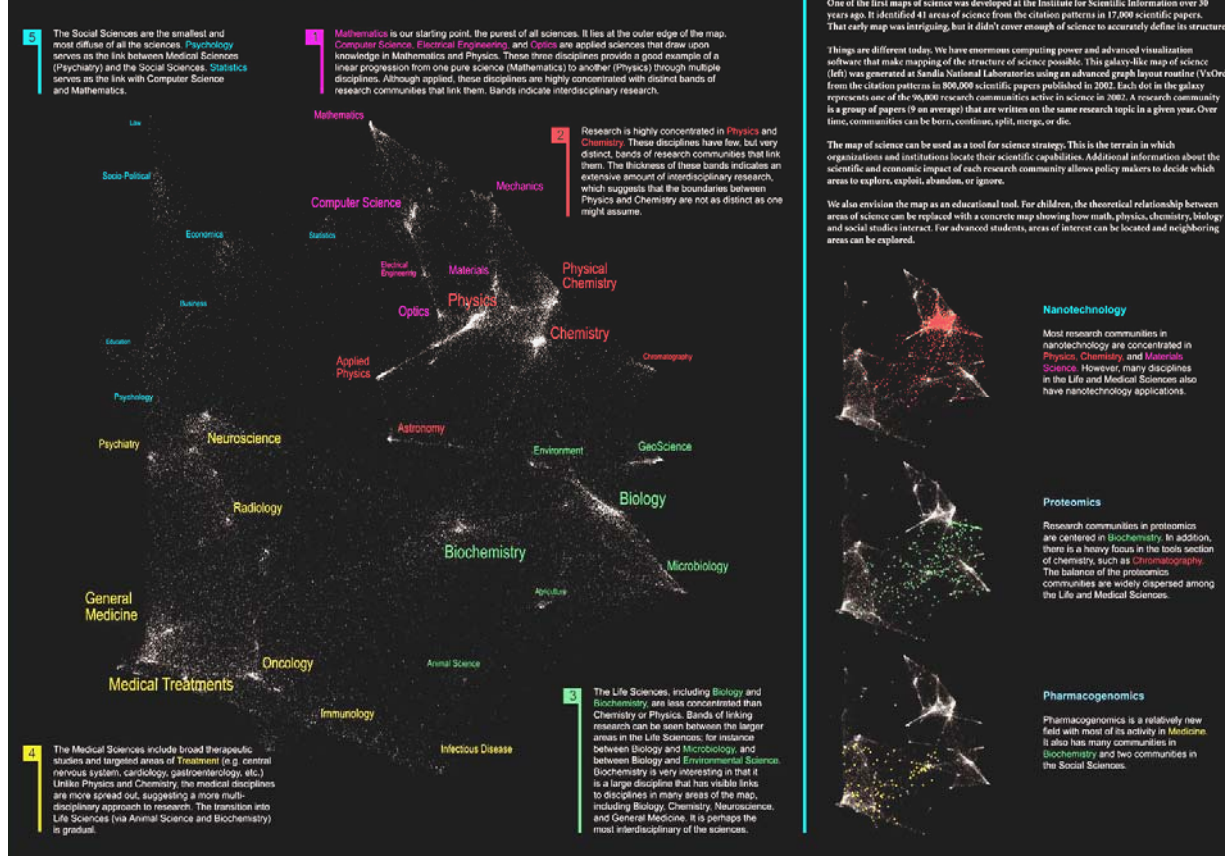 5
The Social Sciences are the smallest and
most diffuse of all the sciences. Psychology
serves as the link between Medical Sciences
(Psychiatry) and the Social Sciences. Statistics
serves as the link with Computer Science
and Mathematics.
1
Mathematics is our starting point, the purest of all sciences. It lies at the outer edge of the map.
Computer Science, Electrical Engineering, and Optics are applied sciences that draw upon
knowledge in Mathematics and Physics. These three disciplines provide a good example of a
linear progression from one pure science (Mathematics) to another (Physics) through multiple
disciplines. Although applied, these disciplines are highly concentrated with distinct bands of
research communities that link them. Bands indicate interdisciplinary research.
2
Research is highly concentrated in Physics and
Chemistry. These disciplines have few, but very
distinct, bands of research communities that link
them. The thickness of these bands indicates an
extensive amount of interdisciplinary research,
which suggests that the boundaries between
Physics and Chemistry are not as distinct as one
might assume.
Law
Mathematics
Socio-Political
Mechanics
Computer Science
Economics
Statistics
Electrical
Engineering
Materials
Physical
Chemistry
Business
Physics
Optics
Chemistry
Education
Applied
Physics
Chromatography
Psychology
Astronomy
Psychiatry
Neuroscience
Environment
GeoScience
Radiology
Biology
Biochemistry
Microbiology
General
Medicine
Agriculture
Oncology
Animal Science
Medical Treatments
Immunology
Infectious Disease
4
The Medical Sciences include broad therapeutic
studies and targeted areas of Treatment (e.g. central
nervous system, cardiology, gastroenterology, etc.)
Unlike Physics and Chemistry, the medical disciplines
are more spread out, suggesting a more multi-
disciplinary approach to research. The transition into
Life Sciences (via Animal Science and Biochemistry)
is gradual.
3
The Life Sciences, including Biology and
Biochemistry, are less concentrated than
Chemistry or Physics. Bands of linking
research can be seen between the larger
areas in the Life Sciences; for instance
between Biology and Microbiology, and
between Biology and Environmental Science.
Biochemistry is very interesting in that it
is a large discipline that has visible links
to disciplines in many areas of the map,
including Biology, Chemistry, Neuroscience,
and General Medicine. It is perhaps the
most interdisciplinary of the sciences.
One of the first maps of science was developed at the Institute for Scientific Information over 30
years ago. It identified 41 areas of science from the citation patterns in 17,000 scientific papers.
That early map was intriguing, but it didn't cover enough of science to accurately define its structure
Things are different today. We have enormous computing power and advanced visualization
software that make mapping of the structure of science possible. This galaxy-like map of science
(left) was generated at Sandia National Laboratories using an advanced graph layout routine (VxOrd
from the citation patterns in 800,000 scientific papers published in 2002. Each dot in the galaxy
represents one of the 96,000 research communities active in science in 2002. A research community
is a group of papers (9 on average) that are written on the same research topic in a given year. Over
time, communities can be born, continue, split, merge, or die.
The map of science can be used as a tool for science strategy. This is the terrain in which
organizations and institutions locate their scientific capabilities. Additional information about the
scientific and economic impact of each research community allows policy makers to decide which
areas to explore, exploit, abandon, or ignore.
We also envision the map as an educational tool. For children, the theoretical relationship between
areas of science can be replaced with a concrete map showing how math, physics, chemistry, biology
and social studies interact. For advanced students, areas of interest can be located and neighboring
areas can be explored.
Nanotechnology
Most research communities in
nanotechnology are concentrated in
Physics, Chemistry, and Materials
Science. However, many disciplines
in the Life and Medical Sciences also
have nanotechnology applications.
Proteomics
Research communities in proteomics
are centered in Biochemistry. In addition,
there is a heavy focus in the tools section
of chemistry, such as Chromatography.
The balance of the proteomics
communities are widely dispersed among
the Life and Medical Sciences.
Pharmacogenomics
Pharmacogenomics is a relatively new
field with most of its activity in Medicine.
It also has many communities in
Biochemistry and two communities in
the Social Sciences.